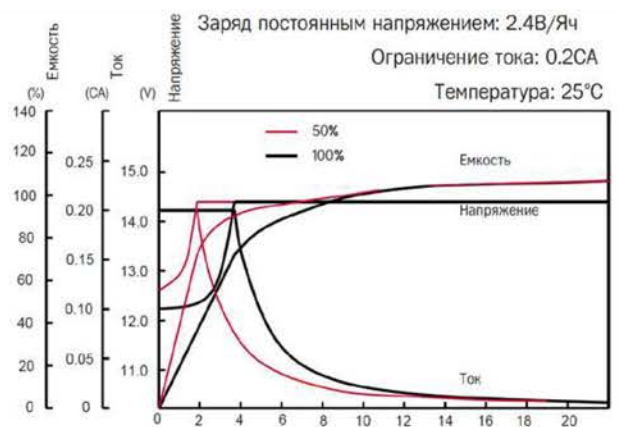 Заряд постоянным напряжением: 2.4В/Яч
Ограничение тока: 0.2СА
Температура: 25°С
Емкость
Ток
Напряжение
(%) (CA) (V)
140
120
100
80
60
40
20
0
0.25
0.20
0.15
0.10
0.05
0
15.0
14.0
13.0
12.0
11.0
50%
100%
Емкость
Напряжение
Ток
0 2 4 6 8 10 12 14 16 18 20